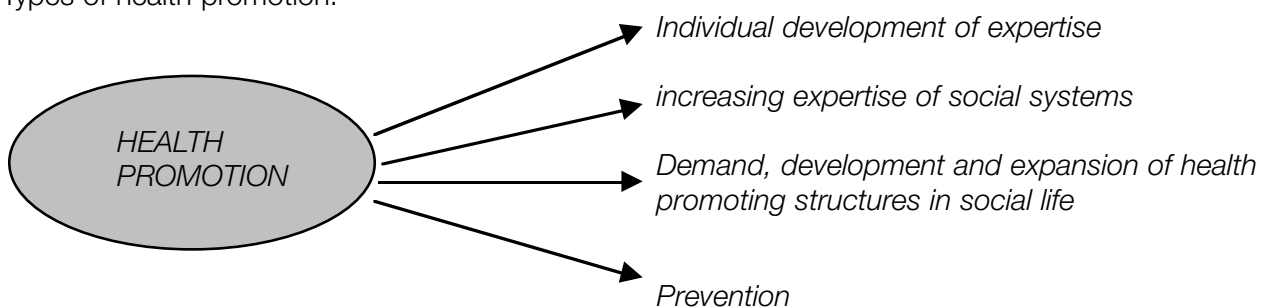 Types of health promotion:
Individual development of expertise
increasing expertise of social systems
HEALTH
PROMOTION
Demand, development and expansion of health
promoting structures in social life
Prevention